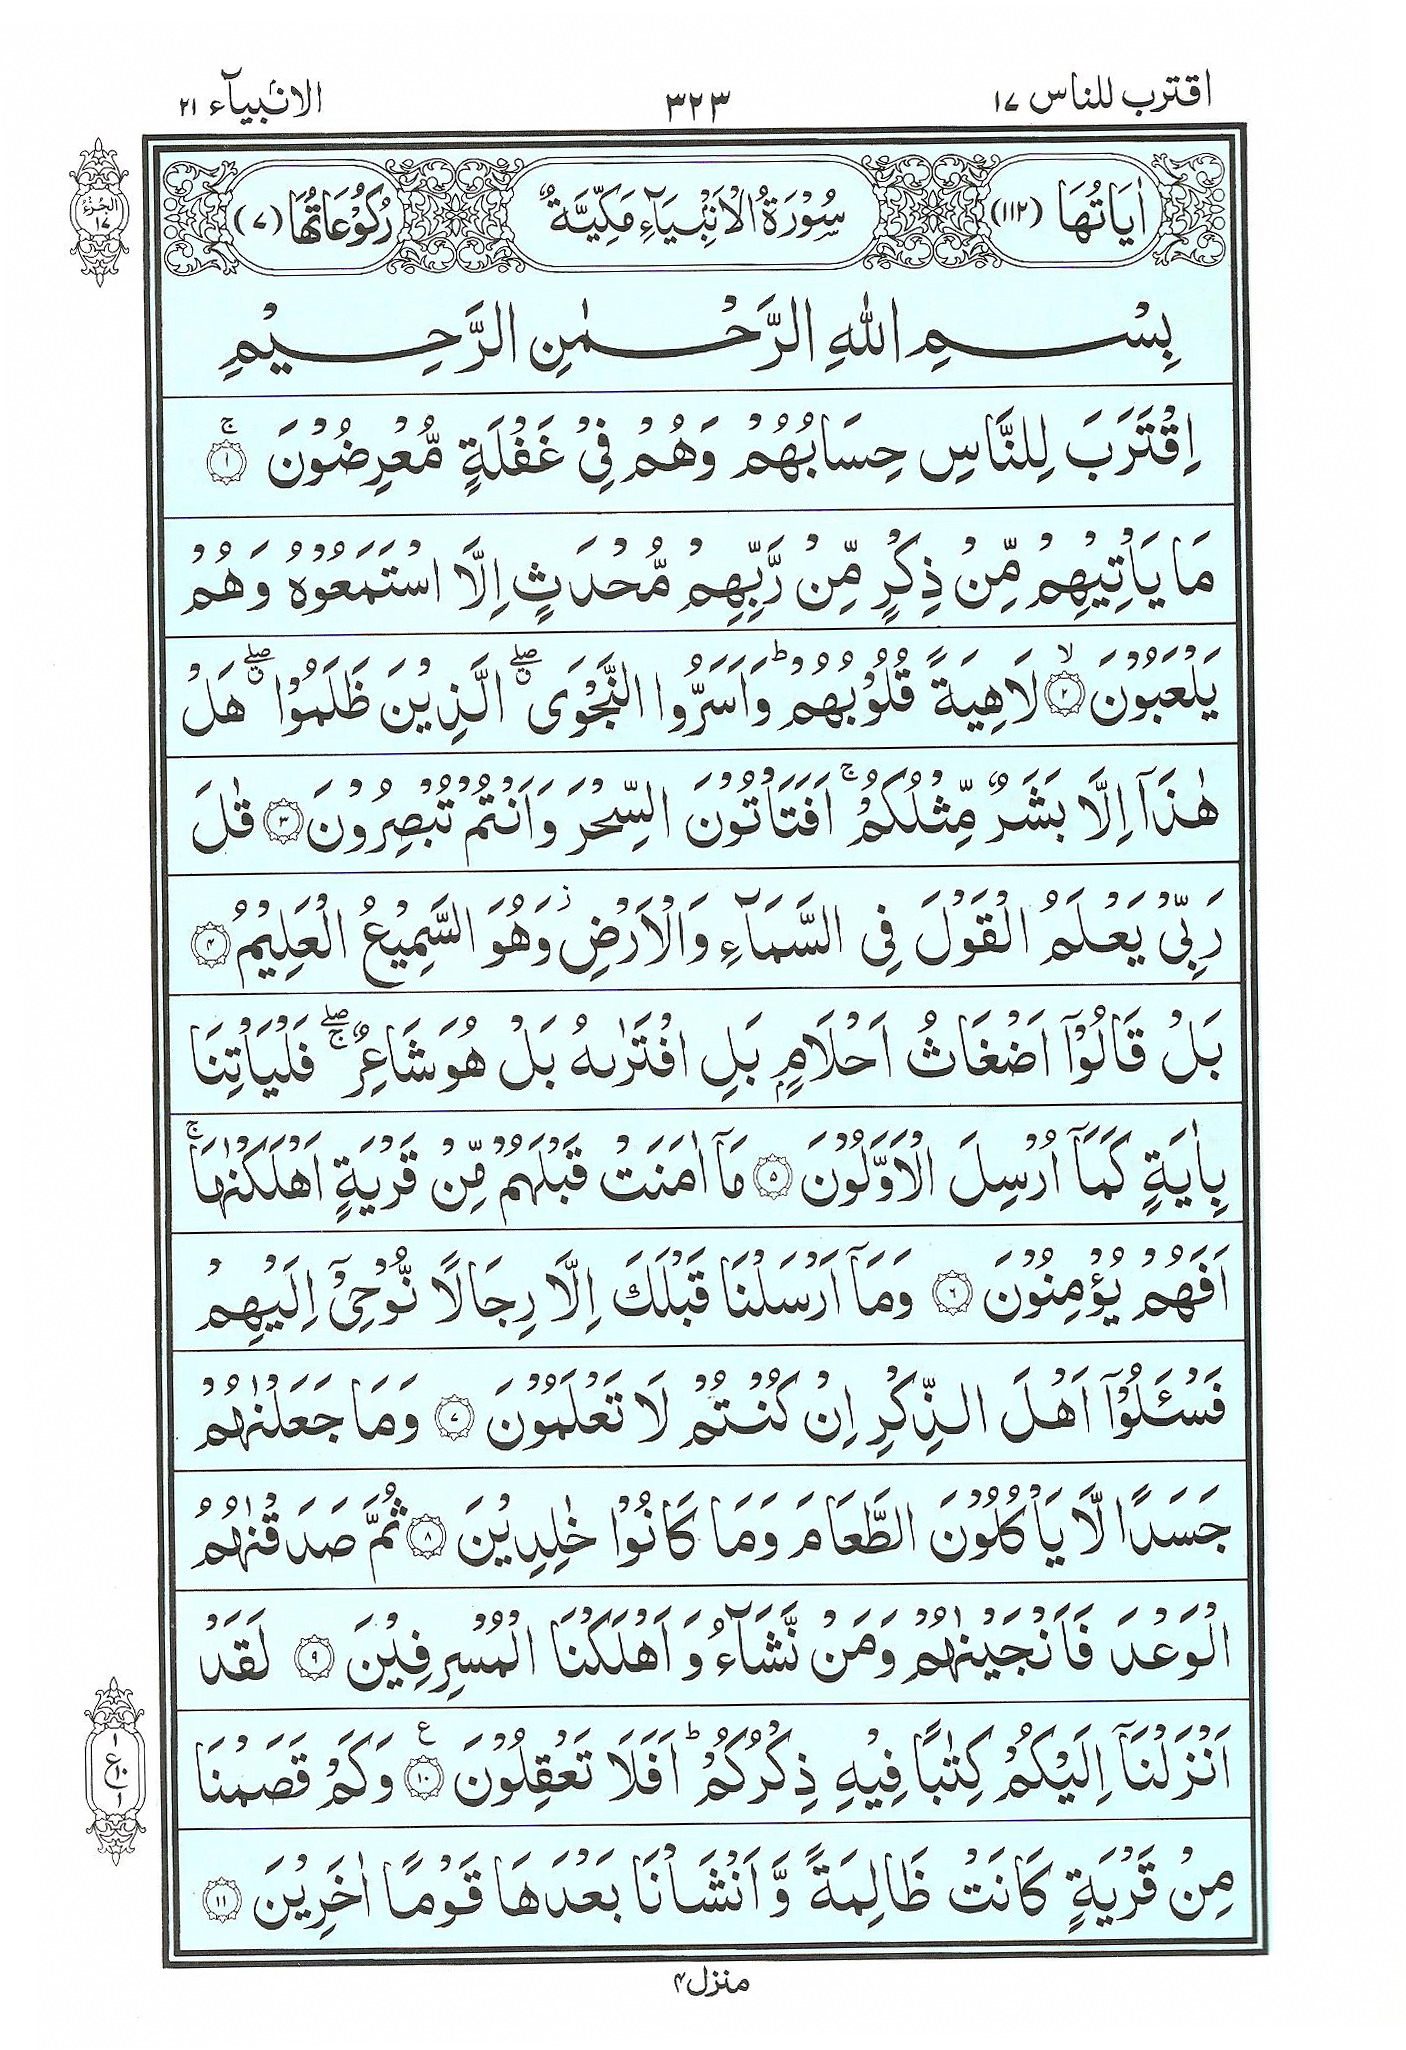 اقترب للناس ١٧
٣٢٣
الانبيآء ٢١
اٰيَاتُهَا (١١٢)
سُوْرَةُ الْاَنْۢبِيَآءِ مَكِّيَّةٌ
رُكُوْعَاتُهَا (٧)
الجُزْءُ ١٧
بِسْمِ اللّٰهِ الرَّحْمٰنِ الرَّحِيْمِ
اِقْتَرَبَ لِلنَّاسِ حِسَابُهُمْ وَهُمْ فِيْ غَفْلَةٍ مُّعْرِضُوْنَ ۚ ١
مَا يَاْتِيْهِمْ مِّنْ ذِكْرٍ مِّنْ رَّبِّهِمْ مُّحْدَثٍ اِلَّا اسْتَمَعُوْهُ وَهُمْ
يَلْعَبُوْنَ ۙ ٢ لَاهِيَةً قُلُوْبُهُمْ ؕ وَاَسَرُّوا النَّجْوَى ۖ الَّذِيْنَ ظَلَمُوْا ۖ هَلْ
هٰذَآ اِلَّا بَشَرٌ مِّثْلُكُمْ ۚ اَفَتَاْتُوْنَ السِّحْرَ وَاَنْتُمْ تُبْصِرُوْنَ ٣ قٰلَ
رَبِّيْ يَعْلَمُ الْقَوْلَ فِي السَّمَآءِ وَالْاَرْضِ ز وَهُوَ السَّمِيْعُ الْعَلِيْمُ ٤
بَلْ قَالُوْٓا اَضْغَاثُ اَحْلَامٍۭ بَلِ افْتَرٰىهُ بَلْ هُوَ شَاعِرٌ ۖۚ فَلْيَاْتِنَا
بِاٰيَةٍ كَمَآ اُرْسِلَ الْاَوَّلُوْنَ ٥ مَآ اٰمَنَتْ قَبْلَهُمْ مِّنْ قَرْيَةٍ اَهْلَكْنٰهَا ۚ
اَفَهُمْ يُؤْمِنُوْنَ ٦ وَمَآ اَرْسَلْنَا قَبْلَكَ اِلَّا رِجَالًا نُّوْحِيْٓ اِلَيْهِمْ
فَسْـَٔلُوْٓا اَهْلَ الذِّكْرِ اِنْ كُنْتُمْ لَا تَعْلَمُوْنَ ٧ وَمَا جَعَلْنٰهُمْ
جَسَدًا لَّا يَاْكُلُوْنَ الطَّعَامَ وَمَا كَانُوْا خٰلِدِيْنَ ٨ ثُمَّ صَدَقْنٰهُمُ
الْوَعْدَ فَاَنْجَيْنٰهُمْ وَمَنْ نَّشَآءُ وَاَهْلَكْنَا الْمُسْرِفِيْنَ ٩ لَقَدْ
اَنْزَلْنَآ اِلَيْكُمْ كِتٰبًا فِيْهِ ذِكْرُكُمْ ؕ اَفَلَا تَعْقِلُوْنَ ع ١٠ وَكَمْ قَصَمْنَا
١ ع ١٠ ١
مِنْ قَرْيَةٍ كَانَتْ ظَالِمَةً وَّاَنْشَاْنَا بَعْدَهَا قَوْمًا اٰخَرِيْنَ ١١
منزل ٤